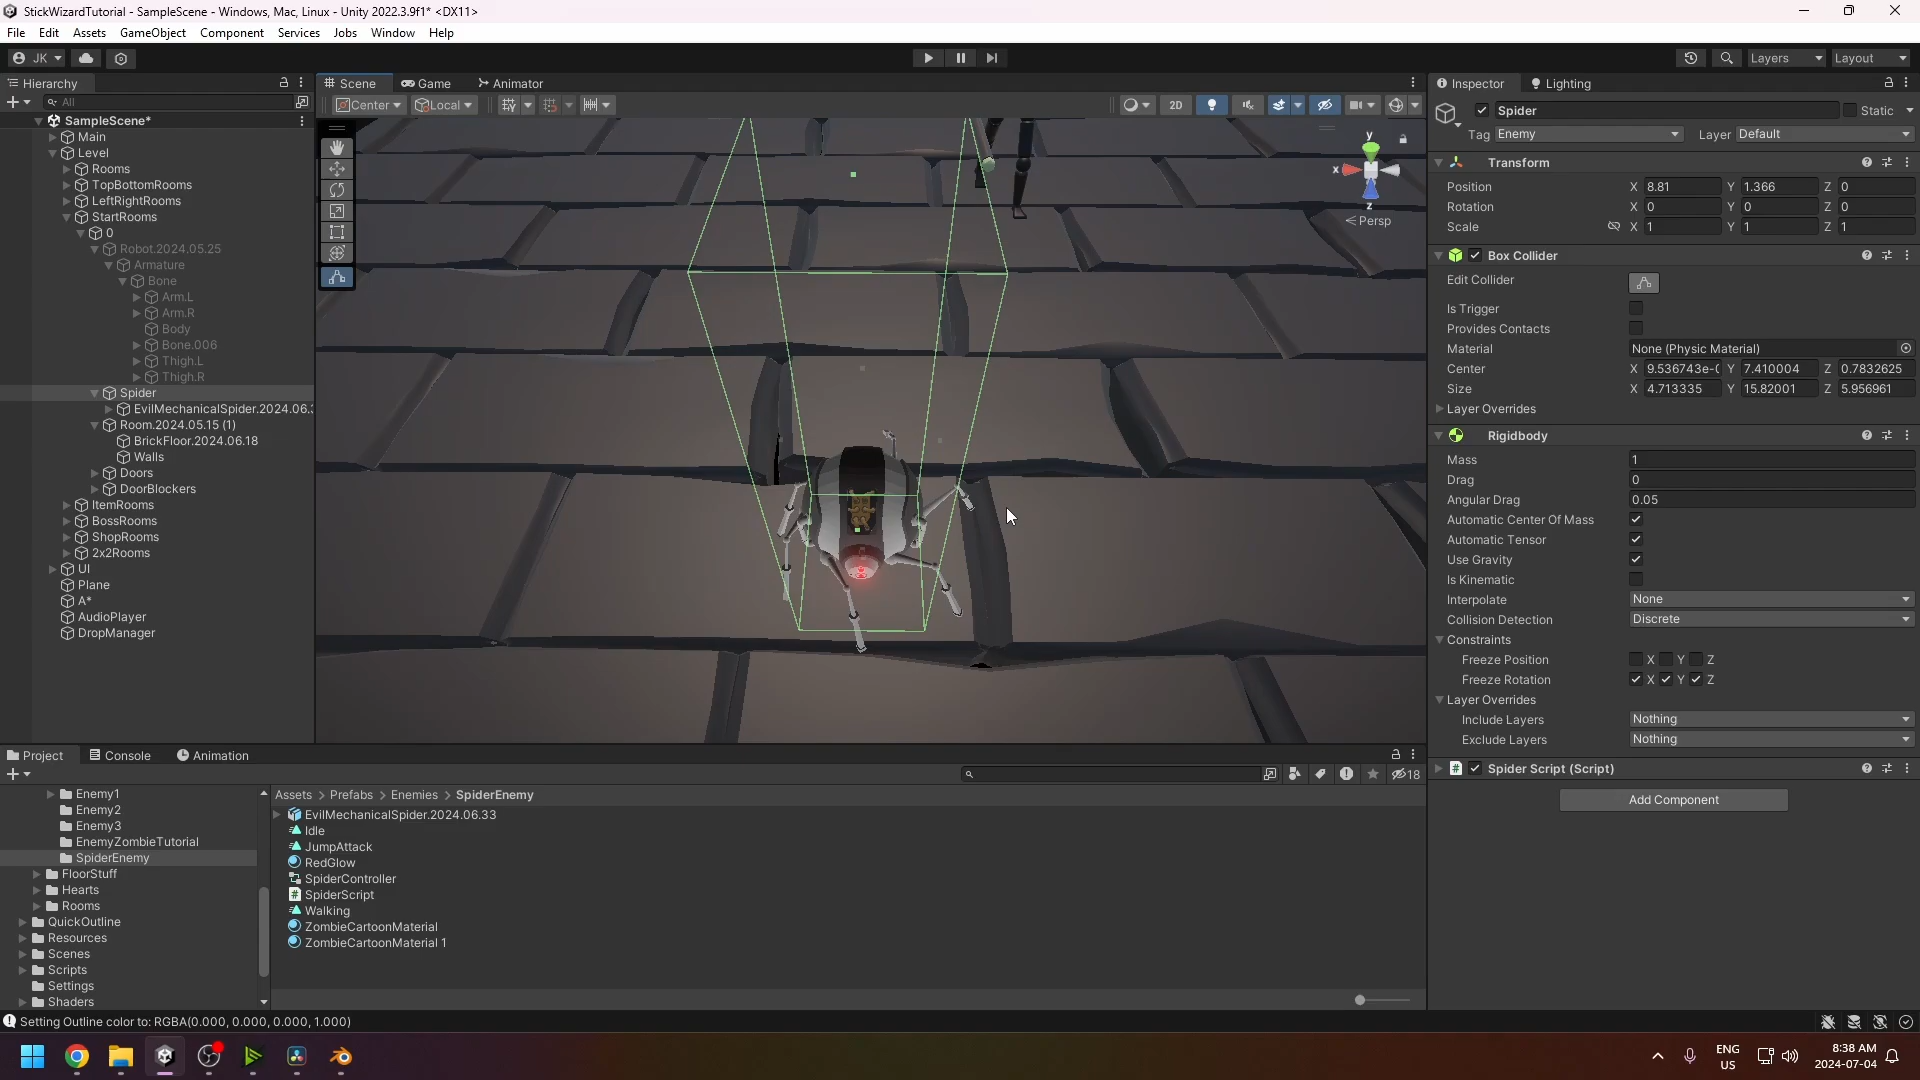 StickWizardTutorial - SampleScene - Windows, Mac, Linux - Unity 2022.3.9f1* <DX11>
File Edit Assets GameObject Component Services Jobs Window Help
JK Layers Layout
Hierarchy Scene Game Animator Inspector Lighting
All Center Local 2D
SampleScene*
Main
Level
Rooms
TopBottomRooms
LeftRightRooms
StartRooms
0
Robot.2024.05.25
Armature
Bone
Arm.L
Arm.R
Body
Bone.006
Thigh.L
Thigh.R
Spider
EvilMechanicalSpider.2024.06.
Room.2024.05.15 (1)
BrickFloor.2024.06.18
Walls
Doors
DoorBlockers
ItemRooms
BossRooms
ShopRooms
2x2Rooms
UI
Plane
A*
AudioPlayer
DropManager
y
x
z
< Persp
Spider Static
Tag Enemy Layer Default
Transform
Position X 8.81 Y 1.366 Z 0
Rotation X 0 Y 0 Z 0
Scale X 1 Y 1 Z 1
Box Collider
Edit Collider
Is Trigger
Provides Contacts
Material None (Physic Material)
Center X 9.536743e-( Y 7.410004 Z 0.7832625
Size X 4.713335 Y 15.82001 Z 5.956961
Layer Overrides
Rigidbody
Mass 1
Drag 0
Angular Drag 0.05
Automatic Center Of Mass
Automatic Tensor
Use Gravity
Is Kinematic
Interpolate None
Collision Detection Discrete
Constraints
Freeze Position X Y Z
Freeze Rotation X Y Z
Layer Overrides
Include Layers Nothing
Exclude Layers Nothing
# Spider Script (Script)
Add Component
Project Console Animation
18
Enemy1
Enemy2
Enemy3
EnemyZombieTutorial
SpiderEnemy
FloorStuff
Hearts
Rooms
QuickOutline
Resources
Scenes
Scripts
Settings
Shaders
Assets > Prefabs > Enemies > SpiderEnemy
EvilMechanicalSpider.2024.06.33
Idle
JumpAttack
RedGlow
SpiderController
# SpiderScript
Walking
ZombieCartoonMaterial
ZombieCartoonMaterial 1
Setting Outline color to: RGBA(0.000, 0.000, 0.000, 1.000)
ENG
US
8:38 AM
2024-07-04